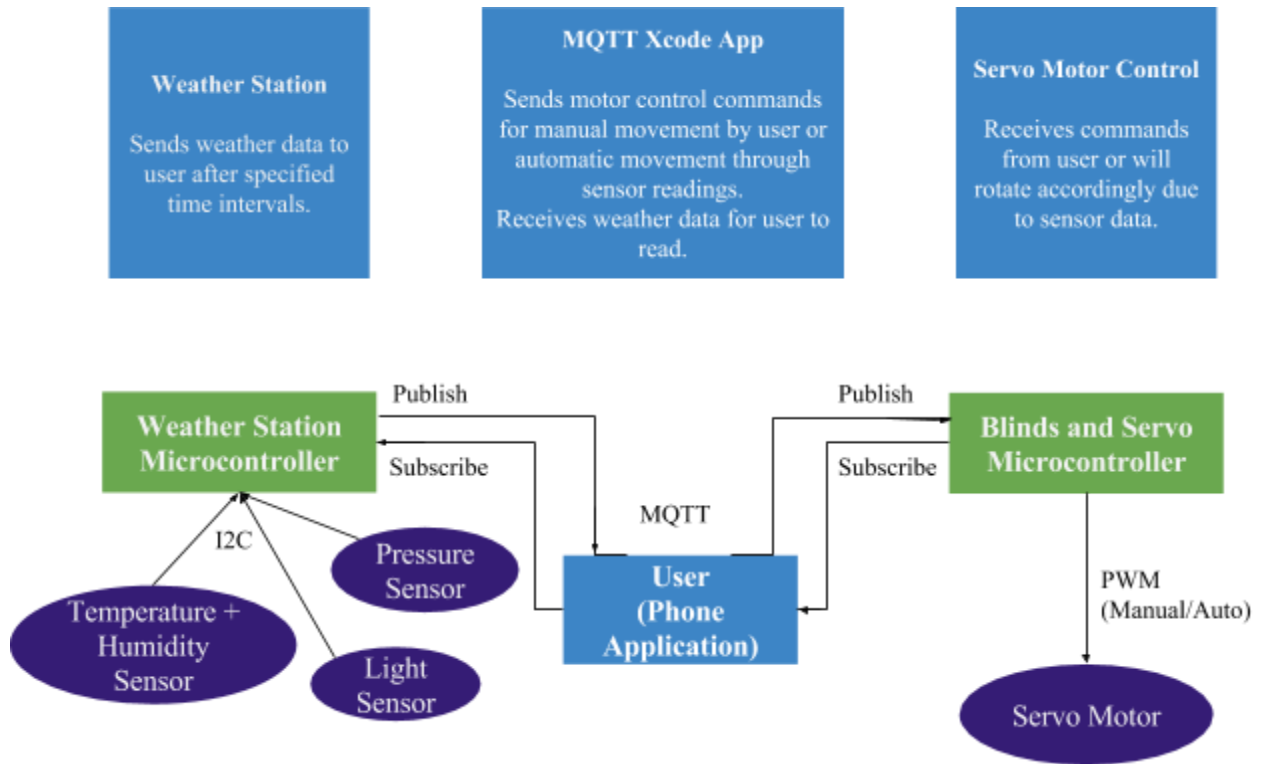 Weather Station
Sends weather data to
user after specified
time intervals.
MQTT Xcode App
Sends motor control commands
for manual movement by user or
automatic movement through
sensor readings.
Receives weather data for user to
read.
Servo Motor Control
Receives commands
from user or will
rotate accordingly due
to sensor data.
Weather Station
Microcontroller
Publish
Subscribe
I2C
Pressure
Sensor
Temperature +
Humidity
Sensor
Light
Sensor
MQTT
User
(Phone
Application)
Publish
Subscribe
Blinds and Servo
Microcontroller
PWM
(Manual/Auto)
Servo Motor